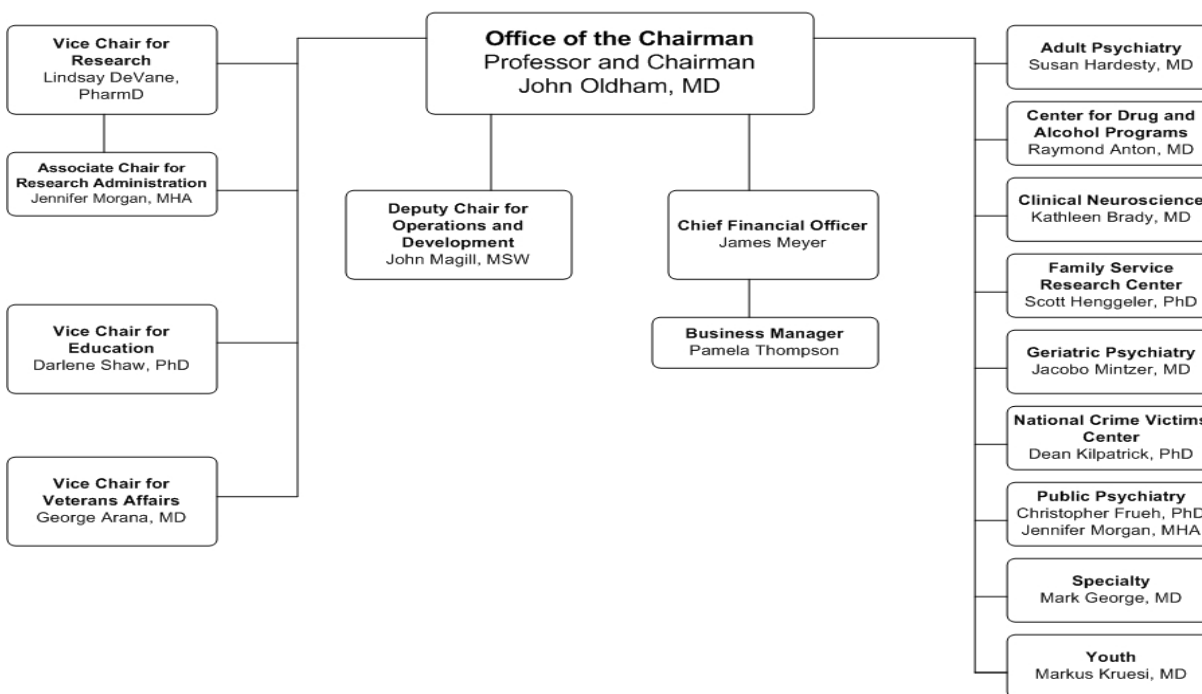 Office of the Chairman
Professor and Chairman
John Oldham, MD
Vice Chair for
Research
Lindsay DeVane,
PharmD
Associate Chair for
Research Administration
Jennifer Morgan, MHA
Vice Chair for
Education
Darlene Shaw, PhD
Vice Chair for
Veterans Affairs
George Arana, MD
Deputy Chair for
Operations and
Development
John Magill, MSW
Chief Financial Officer
James Meyer
Business Manager
Pamela Thompson
Adult Psychiatry
Susan Hardesty, MD
Center for Drug and
Alcohol Programs
Raymond Anton, MD
Clinical Neuroscience
Kathleen Brady, MD
Family Service
Research Center
Scott Henggeler, PhD
Geriatric Psychiatry
Jacobo Mintzer, MD
National Crime Victims
Center
Dean Kilpatrick, PhD
Public Psychiatry
Christopher Frueh, PhD
Jennifer Morgan, MHA
Specialty
Mark George, MD
Youth
Markus Kruesi, MD